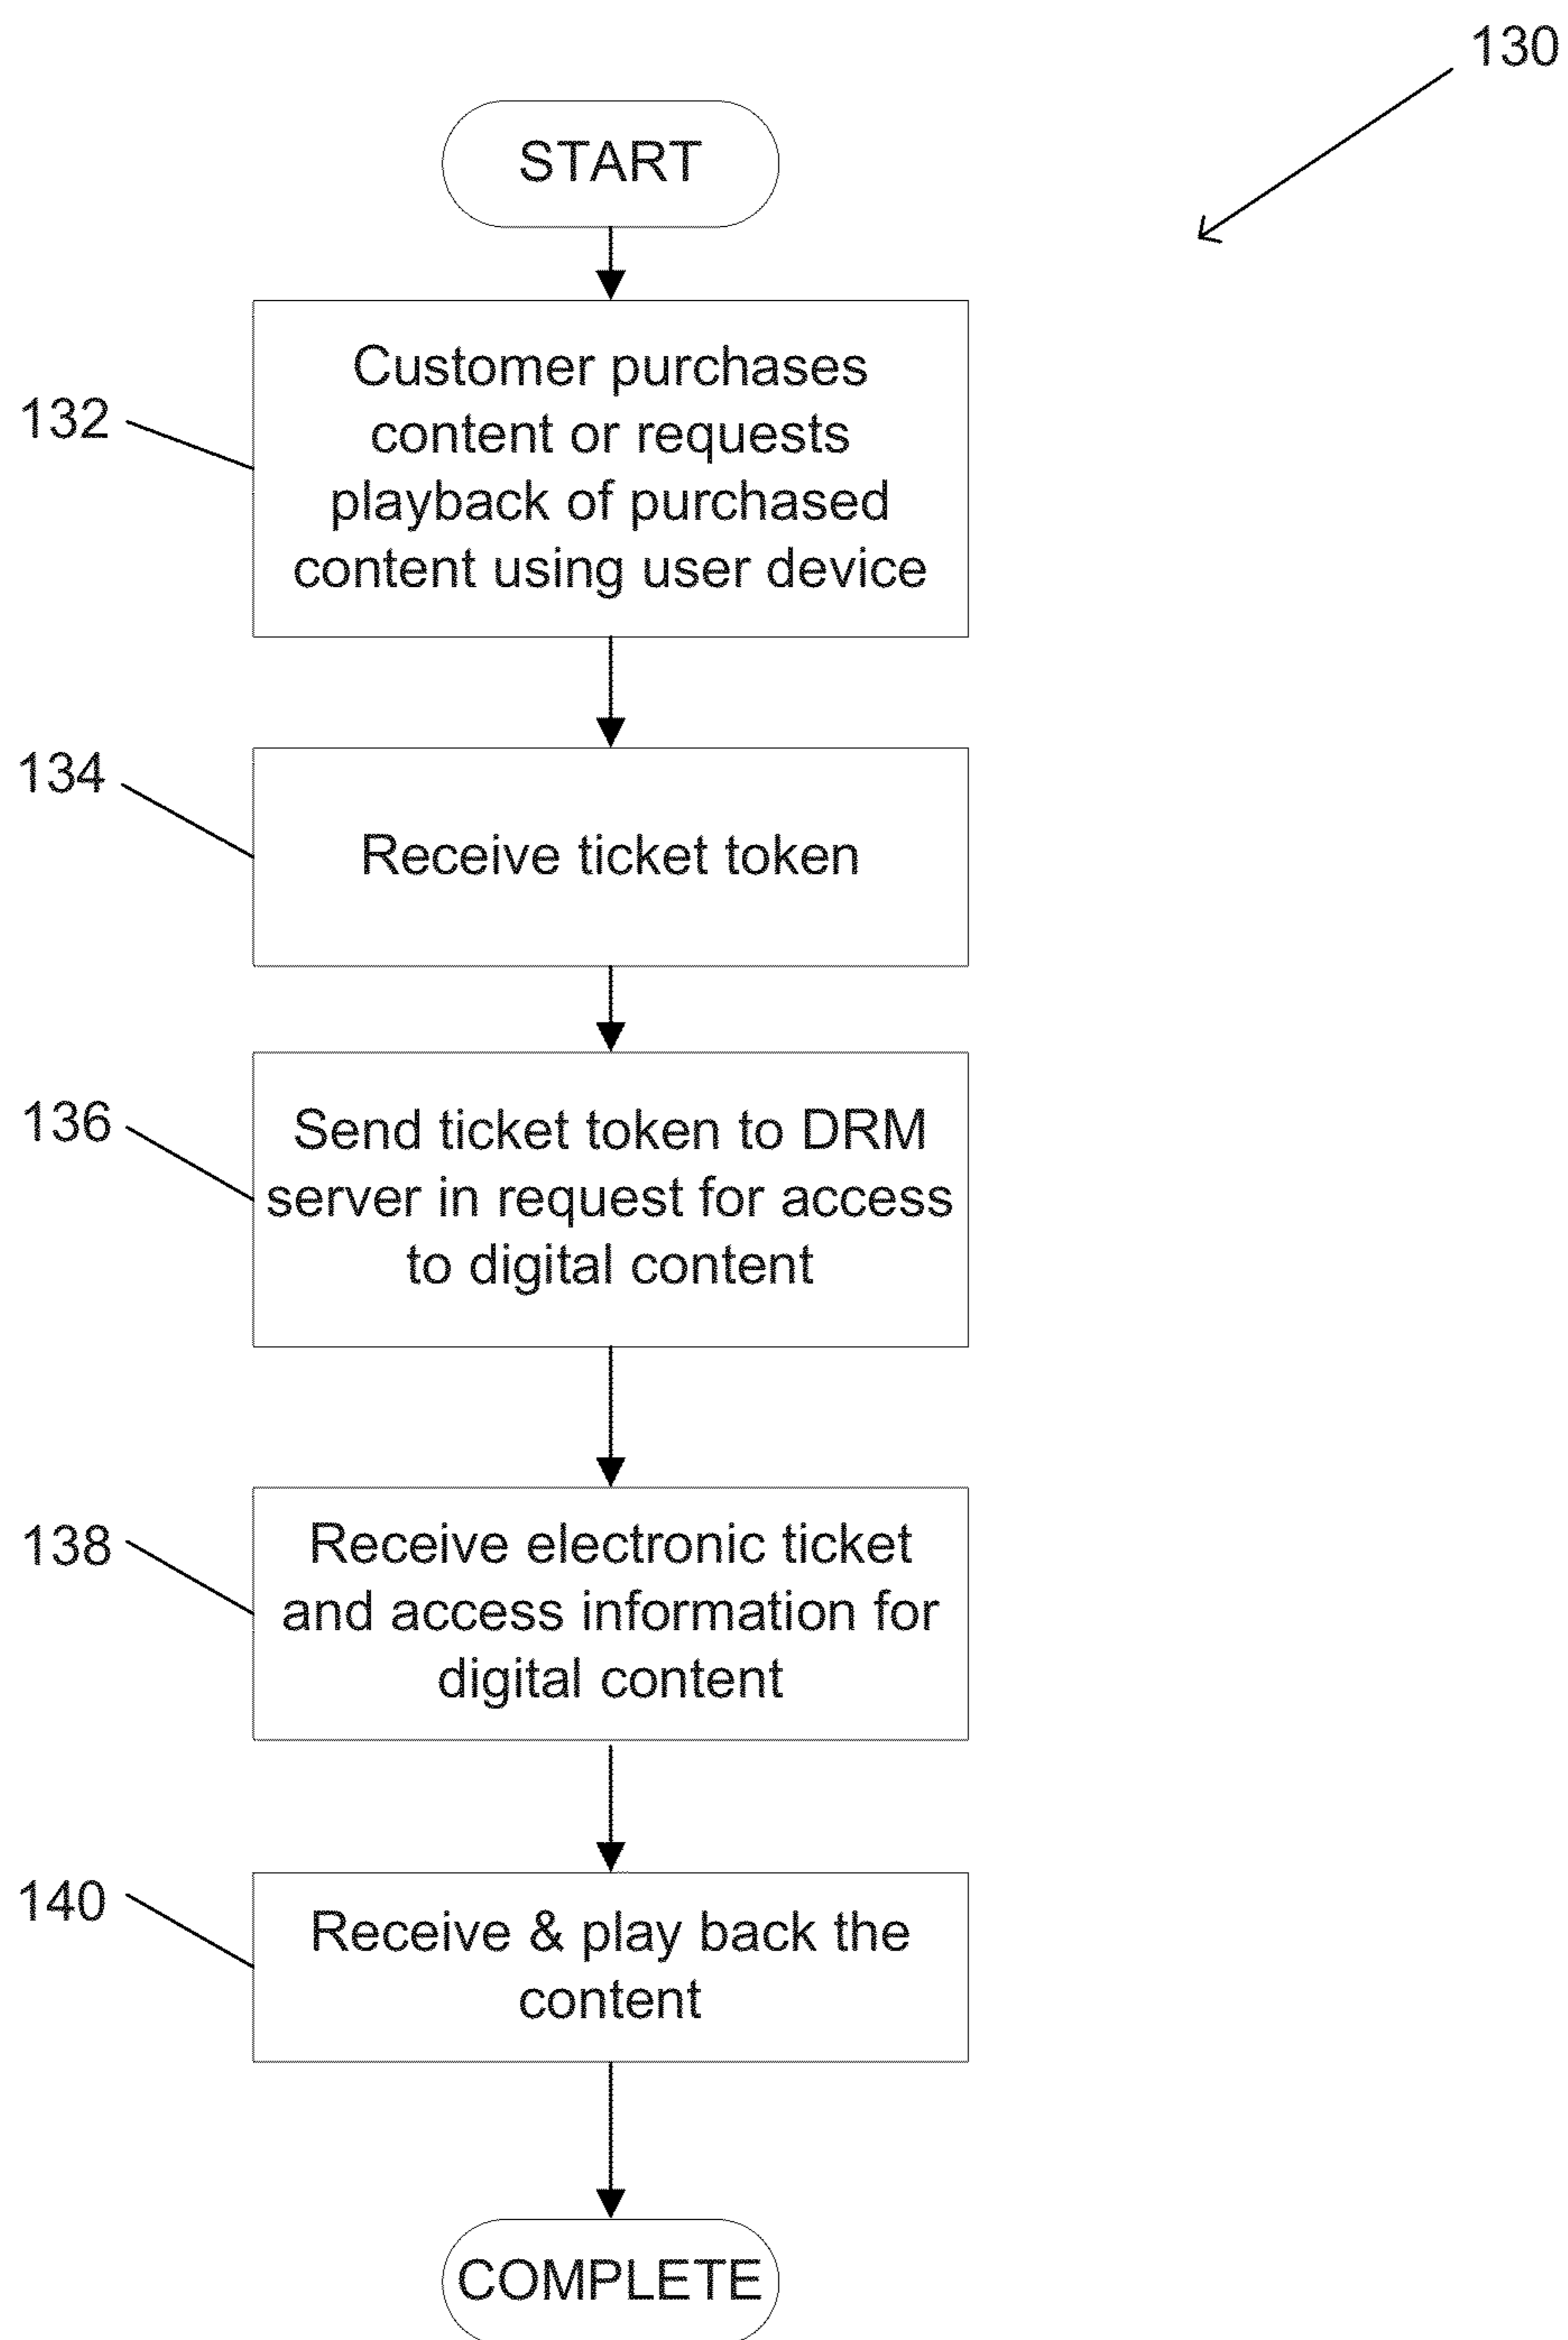 130
START
132
Customer purchases
content or requests
playback of purchased
content using user device
134
Receive ticket token
136
Send ticket token to DRM
server in request for access
to digital content
138
Receive electronic ticket
and access information for
digital content
140
Receive & play back the
content
COMPLETE